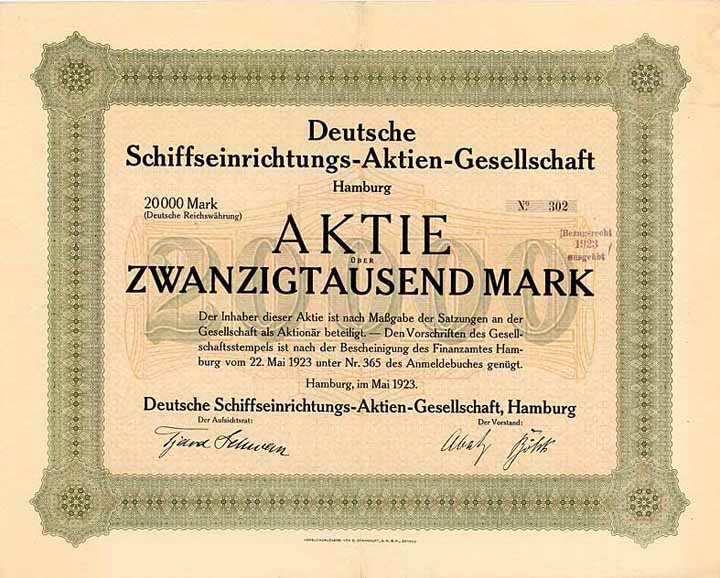 Deutsche
Schiffseinrichtungs-Aktien-Gesellschaft
Hamburg
20000 Mark
(Deutsche Reichswährung)
No 302
AKTIE
ÜBER
ZWANZIGTAUSEND MARK
20000
(Bezugsrecht
1923
ausgeübt)
Der Inhaber dieser Aktie ist nach Maßgabe der Satzungen an der
Gesellschaft als Aktionär beteiligt. — Den Vorschriften des Gesell-
schaftsstempels ist nach der Bescheinigung des Finanzamtes Ham-
burg vom 22. Mai 1923 unter Nr. 365 des Anmeldebuches genügt.
Hamburg, im Mai 1923.
Deutsche Schiffseinrichtungs-Aktien-Gesellschaft, Hamburg
Der Aufsichtsrat:
Der Vorstand: